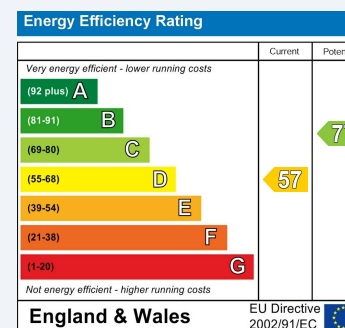 Energy Efficiency Rating
Current
Very energy efficient - lower running costs
(92 plus) A
(81-91) B
(69-80) C
(55-68) D
57
(39-54) E
(21-38) F
(1-20) G
Not energy efficient - higher running costs
England & Wales
EU Directive
2002/91/EC